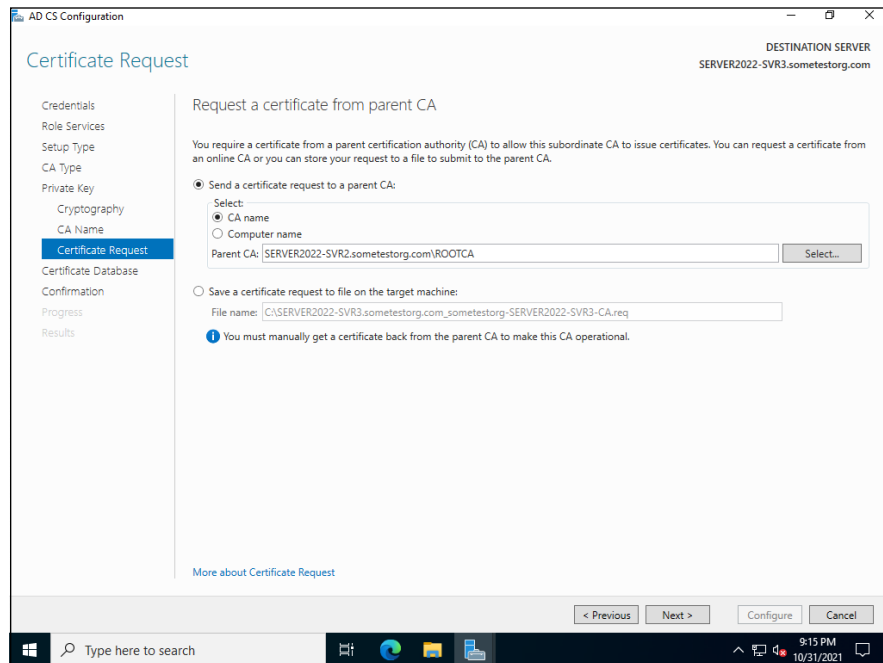 AD CS Configuration
Certificate Request
DESTINATION SERVER
SERVER2022-SVR3.sometestorg.com
Credentials
Role Services
Setup Type
CA Type
Private Key
Cryptography
CA Name
Certificate Request
Certificate Database
Confirmation
Progress
Results
Request a certificate from parent CA
You require a certificate from a parent certification authority (CA) to allow this subordinate CA to issue certificates. You can request a certificate from
an online CA or you can store your request to a file to submit to the parent CA.
Send a certificate request to a parent CA:
Select:
CA name
Computer name
Parent CA: SERVER2022-SVR2.sometestorg.com\ROOTCA Select...
Save a certificate request to file on the target machine:
File name: C:\SERVER2022-SVR3.sometestorg.com_sometestorg-SERVER2022-SVR3-CA.req
You must manually get a certificate back from the parent CA to make this CA operational.
More about Certificate Request
< Previous Next > Configure Cancel
Type here to search
9:15 PM
10/31/2021